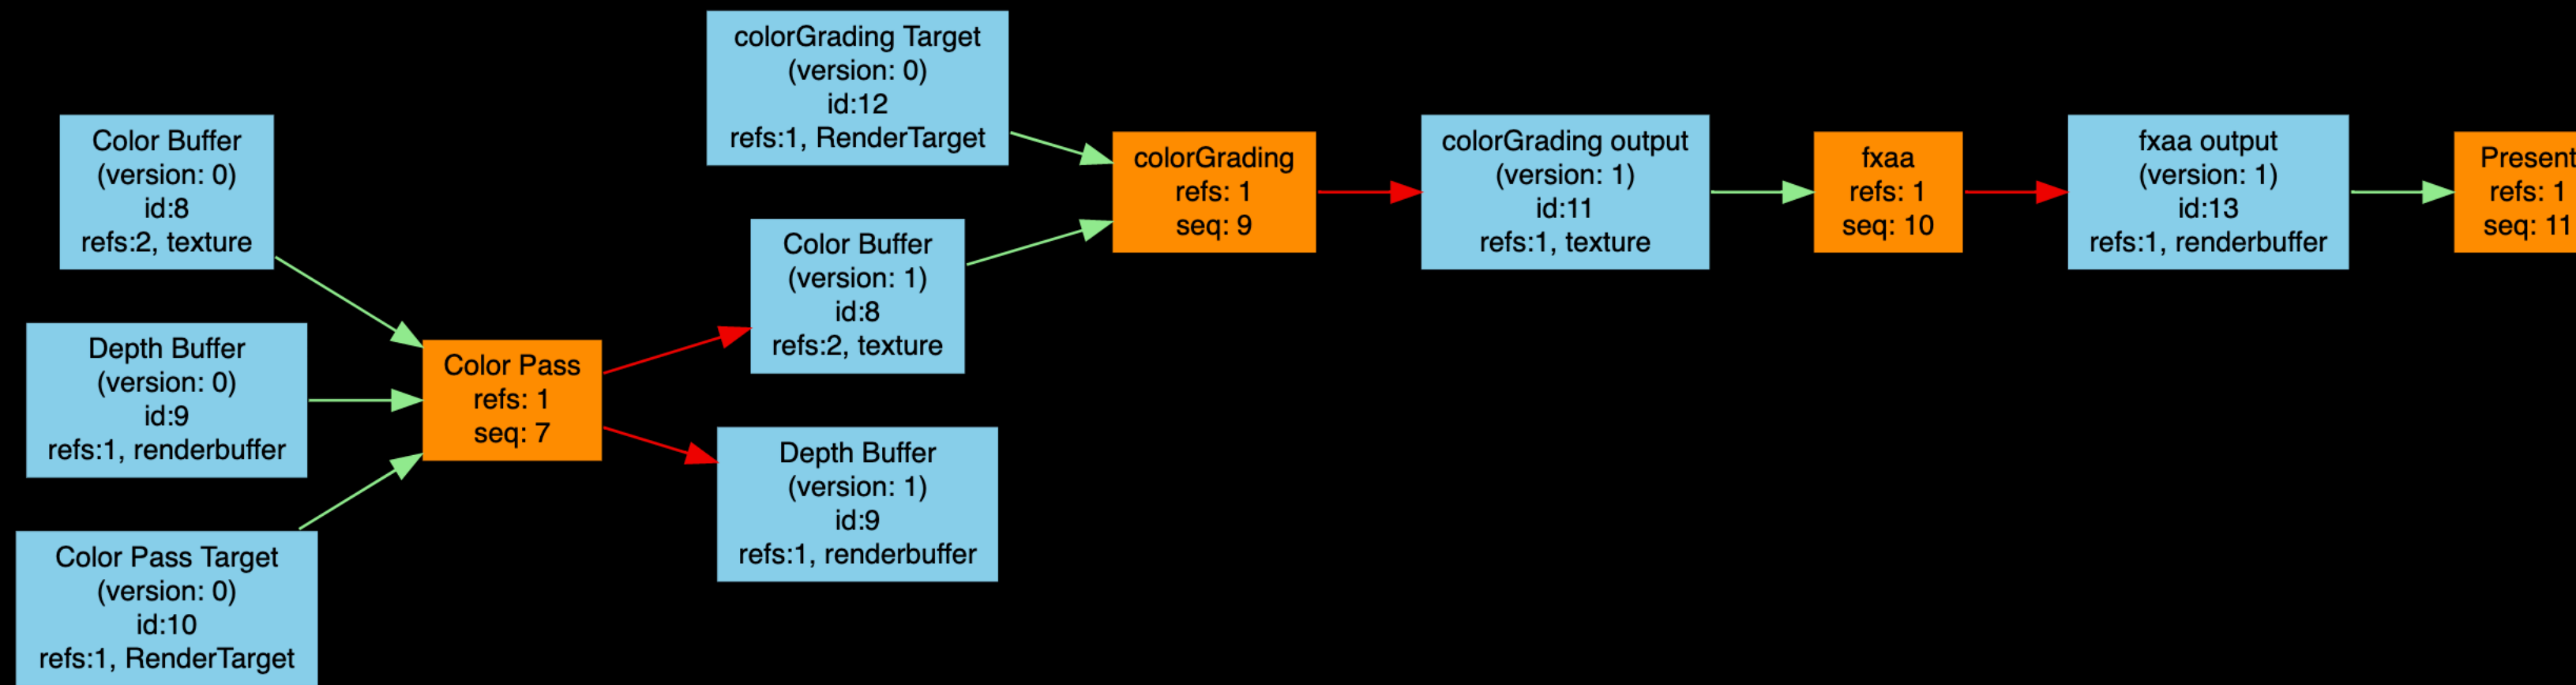 Color Buffer
(version: 0)
id:8
refs:2, texture
Depth Buffer
(version: 0)
id:9
refs:1, renderbuffer
Color Pass Target
(version: 0)
id:10
refs:1, RenderTarget
Color Pass
refs: 1
seq: 7
colorGrading Target
(version: 0)
id:12
refs:1, RenderTarget
Color Buffer
(version: 1)
id:8
refs:2, texture
Depth Buffer
(version: 1)
id:9
refs:1, renderbuffer
colorGrading
refs: 1
seq: 9
colorGrading output
(version: 1)
id:11
refs:1, texture
fxaa
refs: 1
seq: 10
fxaa output
(version: 1)
id:13
refs:1, renderbuffer
Present
refs: 1
seq: 11